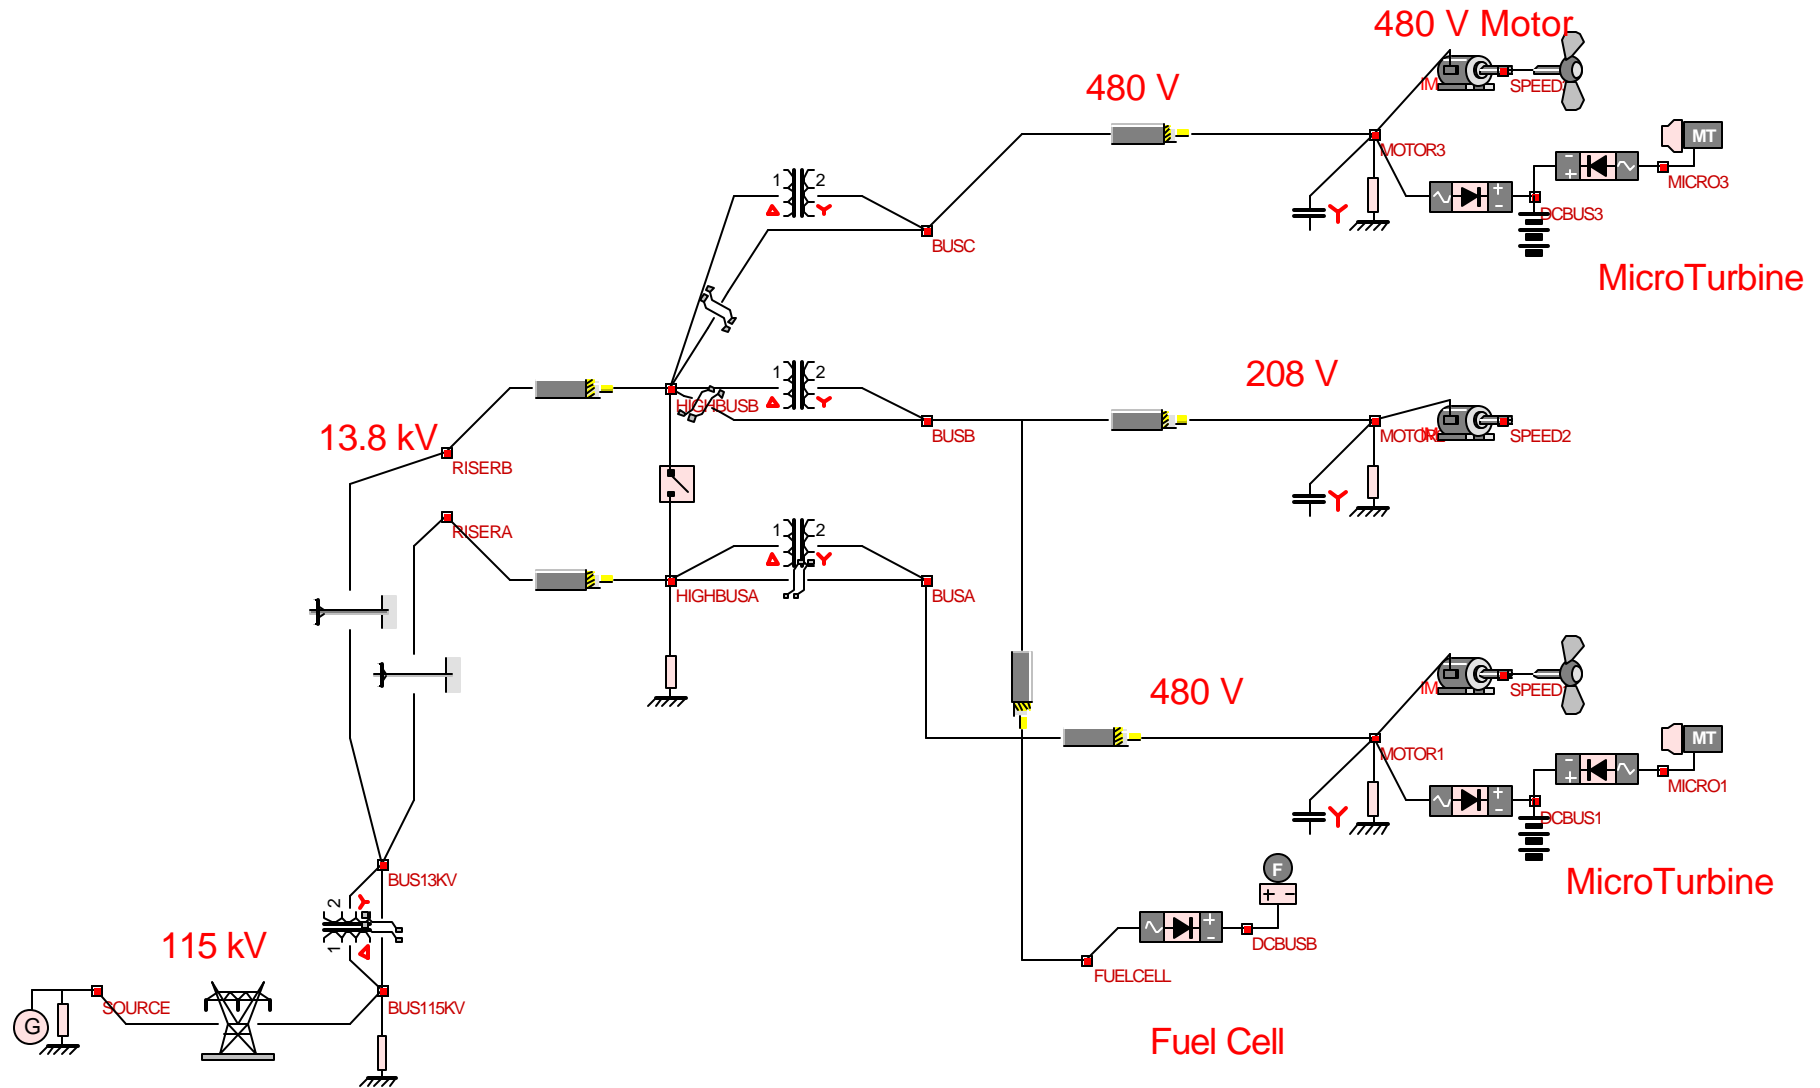 480 V Motor
480 V
IM
SPEED
MT
MOTOR3
MICRO3
1 2
DCBUS3
BUSC
MicroTurbine
208 V
1 2
HIGHBUSB
13.8 kV
BUSB
MOTOR
SPEED2
RISERB
RISERA
1 2
HIGHBUSA
BUSA
480 V
IM
SPEED
MT
MOTOR1
MICRO1
DCBUS1
F
BUS13KV
MicroTurbine
2
1
115 kV
DCBUSB
FUELCELL
SOURCE
BUS115KV
G
Fuel Cell